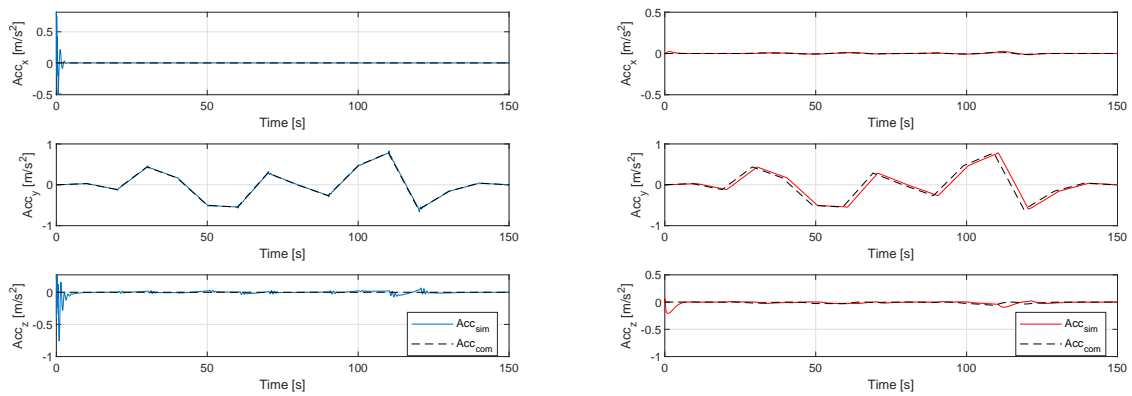 Acc_x [m/s^2]
0.5
0
-0.5
0 50 100 150
Time [s]
Acc_y [m/s^2]
1
0
-1
0 50 100 150
Time [s]
Acc_z [m/s^2]
0
-0.5
-1
0 50 100 150
Time [s]
Acc_sim
Acc_com
Acc_x [m/s^2]
0.5
0
-0.5
0 50 100 150
Time [s]
Acc_y [m/s^2]
1
0
-1
0 50 100 150
Time [s]
Acc_z [m/s^2]
0.5
0
-0.5
-1
0 50 100 150
Time [s]
Acc_sim
Acc_com